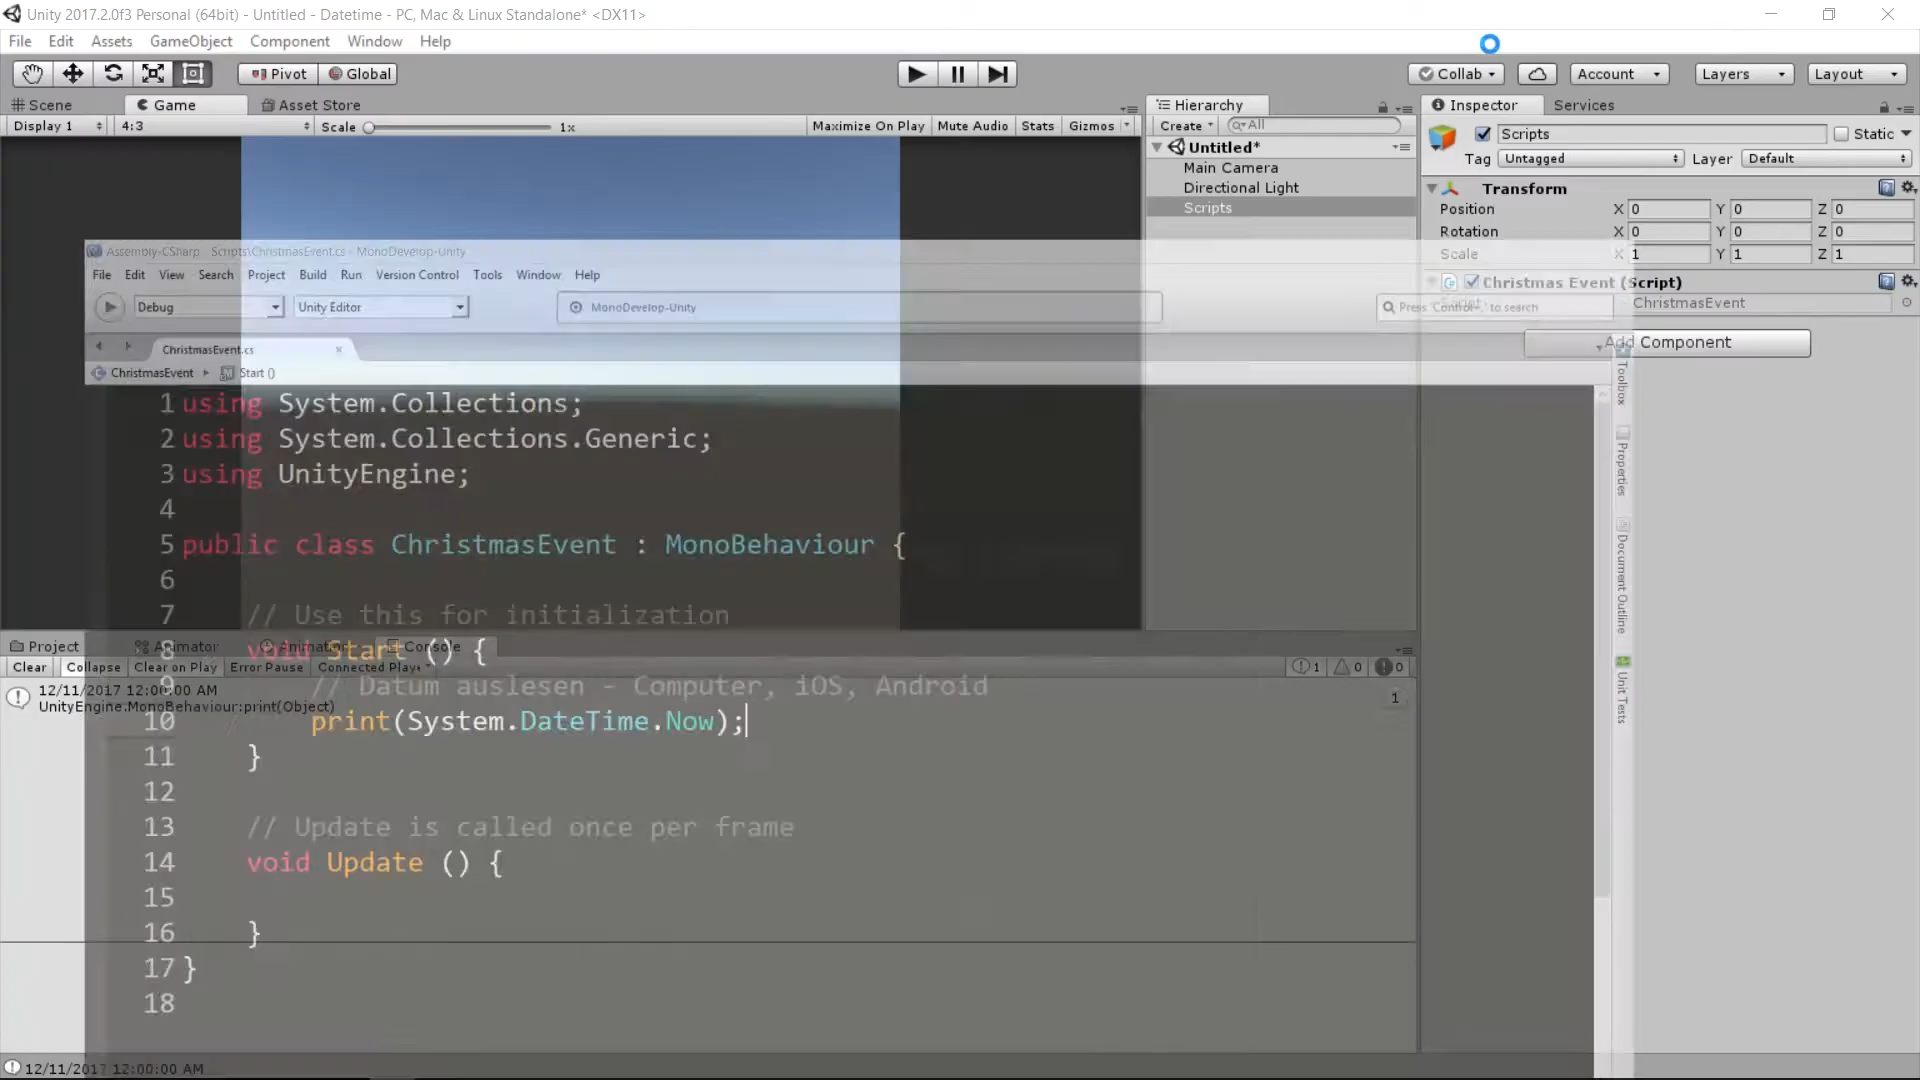 Unity 2017.2.0f3 Personal (64bit) - Untitled - Datetime - PC, Mac & Linux Standalone* <DX11>
File Edit Assets GameObject Component Window Help
Pivot Global Collab Account Layers Layout
Scene Game Asset Store Hierarchy Inspector Services
Display 1 4:3 Scale 1x Maximize On Play Mute Audio Stats Gizmos Create All
Scripts Static
Untitled*
Tag Untagged Layer Default
Main Camera
Directional Light
Scripts
Transform
Position X 0 Y 0 Z 0
Rotation X 0 Y 0 Z 0
Scale X 1 Y 1 Z 1
Christmas Event (Script)
ChristmasEvent
Add Component
Assembly-CSharp Scripts\ChristmasEvent.cs - MonoDevelop-Unity
File Edit View Search Project Build Run Version Control Tools Window Help
Debug Unity Editor MonoDevelop-Unity Press 'Control+,' to search
ChristmasEvent.cs
ChristmasEvent Start ()
1 using System.Collections;
2 using System.Collections.Generic;
3 using UnityEngine;
4
5 public class ChristmasEvent : MonoBehaviour {
6
7 // Use this for initialization
8 void Start () {
9 // Datum auslesen - Computer, iOS, Android
10 print(System.DateTime.Now);
11 }
12
13 // Update is called once per frame
14 void Update () {
15
16 }
17 }
18
Toolbox
Properties
Document Outline
Unit Tests
Project Animator Animation Console
Clear Collapse Clear on Play Error Pause Connected Play 1 0 0
12/11/2017 12:00:00 AM
UnityEngine.MonoBehaviour:print(Object)
1
12/11/2017 12:00:00 AM